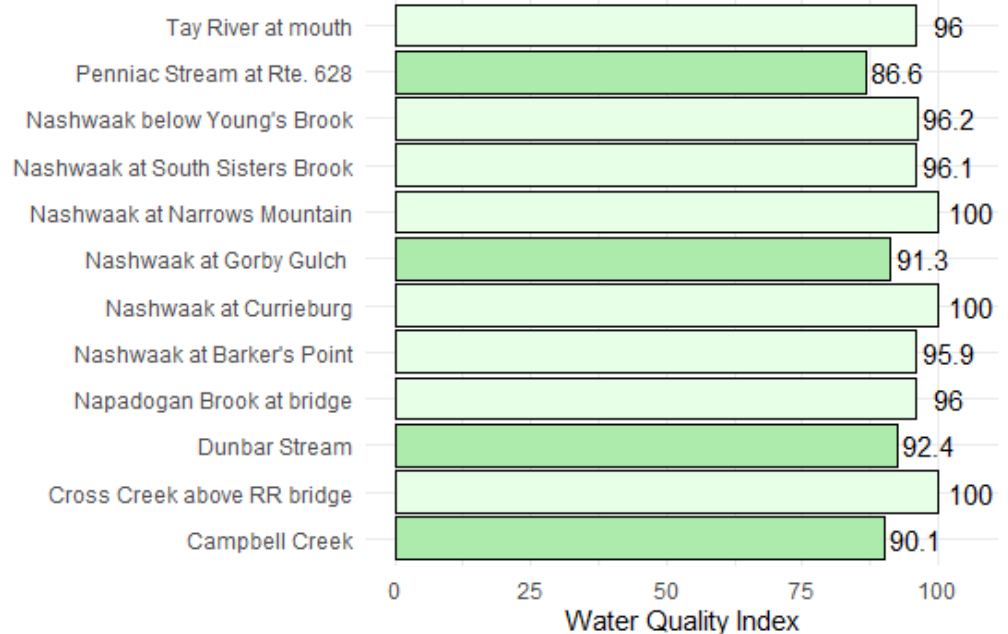 Tay River at mouth 96
Penniac Stream at Rte. 628 86.6
Nashwaak below Young's Brook 96.2
Nashwaak at South Sisters Brook 96.1
Nashwaak at Narrows Mountain 100
Nashwaak at Gorby Gulch 91.3
Nashwaak at Currieburg 100
Nashwaak at Barker's Point 95.9
Napadogan Brook at bridge 96
Dunbar Stream 92.4
Cross Creek above RR bridge 100
Campbell Creek 90.1
0 25 50 75 100
Water Quality Index